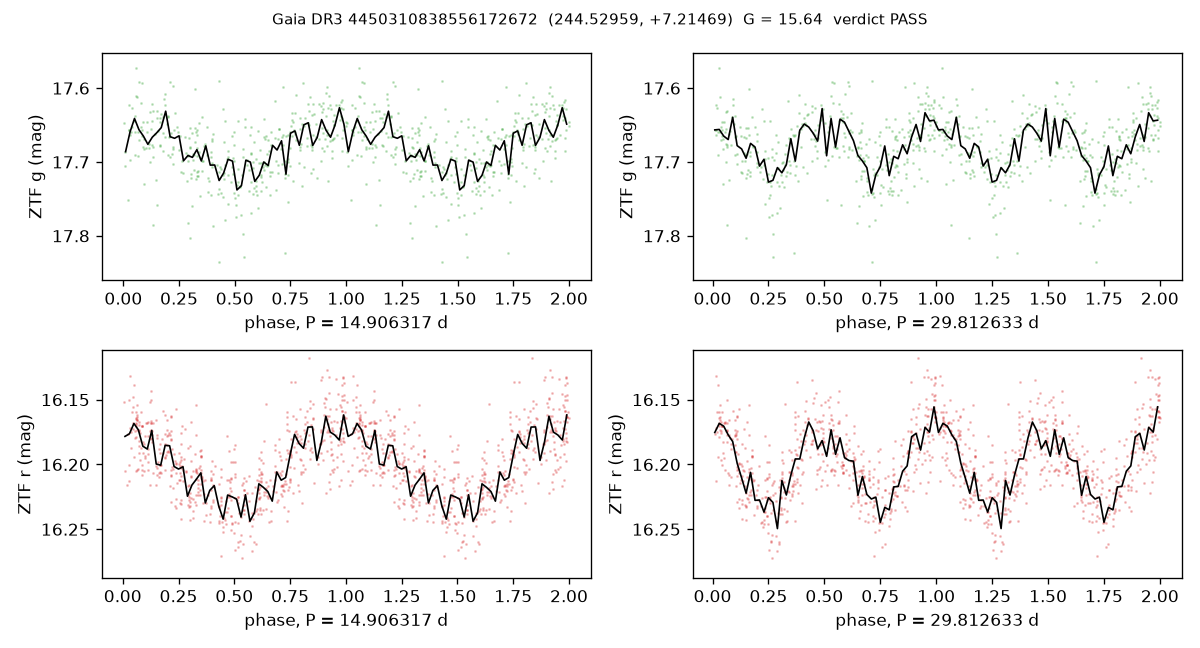 Gaia DR3 4450310838556172672 (244.52959, +7.21469) G = 15.64 verdict PASS
ZTF g (mag)
17.6
17.7
17.8
0.00 0.25 0.50 0.75 1.00 1.25 1.50 1.75 2.00
phase, P = 14.906317 d
ZTF g (mag)
17.6
17.7
17.8
0.00 0.25 0.50 0.75 1.00 1.25 1.50 1.75 2.00
phase, P = 29.812633 d
ZTF r (mag)
16.15
16.20
16.25
0.00 0.25 0.50 0.75 1.00 1.25 1.50 1.75 2.00
phase, P = 14.906317 d
ZTF r (mag)
16.15
16.20
16.25
0.00 0.25 0.50 0.75 1.00 1.25 1.50 1.75 2.00
phase, P = 29.812633 d